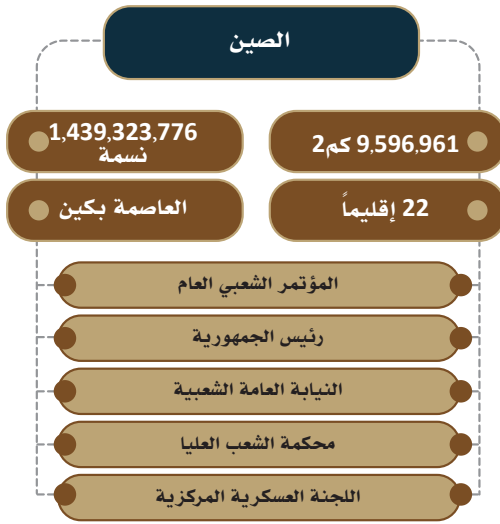 الصين
9,596,961 كم2
1,439,323,776
نسمة
22 إقليماً
العاصمة بكين
المؤتمر الشعبي العام
رئيس الجمهورية
النيابة العامة الشعبية
محكمة الشعب العليا
اللجنة العسكرية المركزية